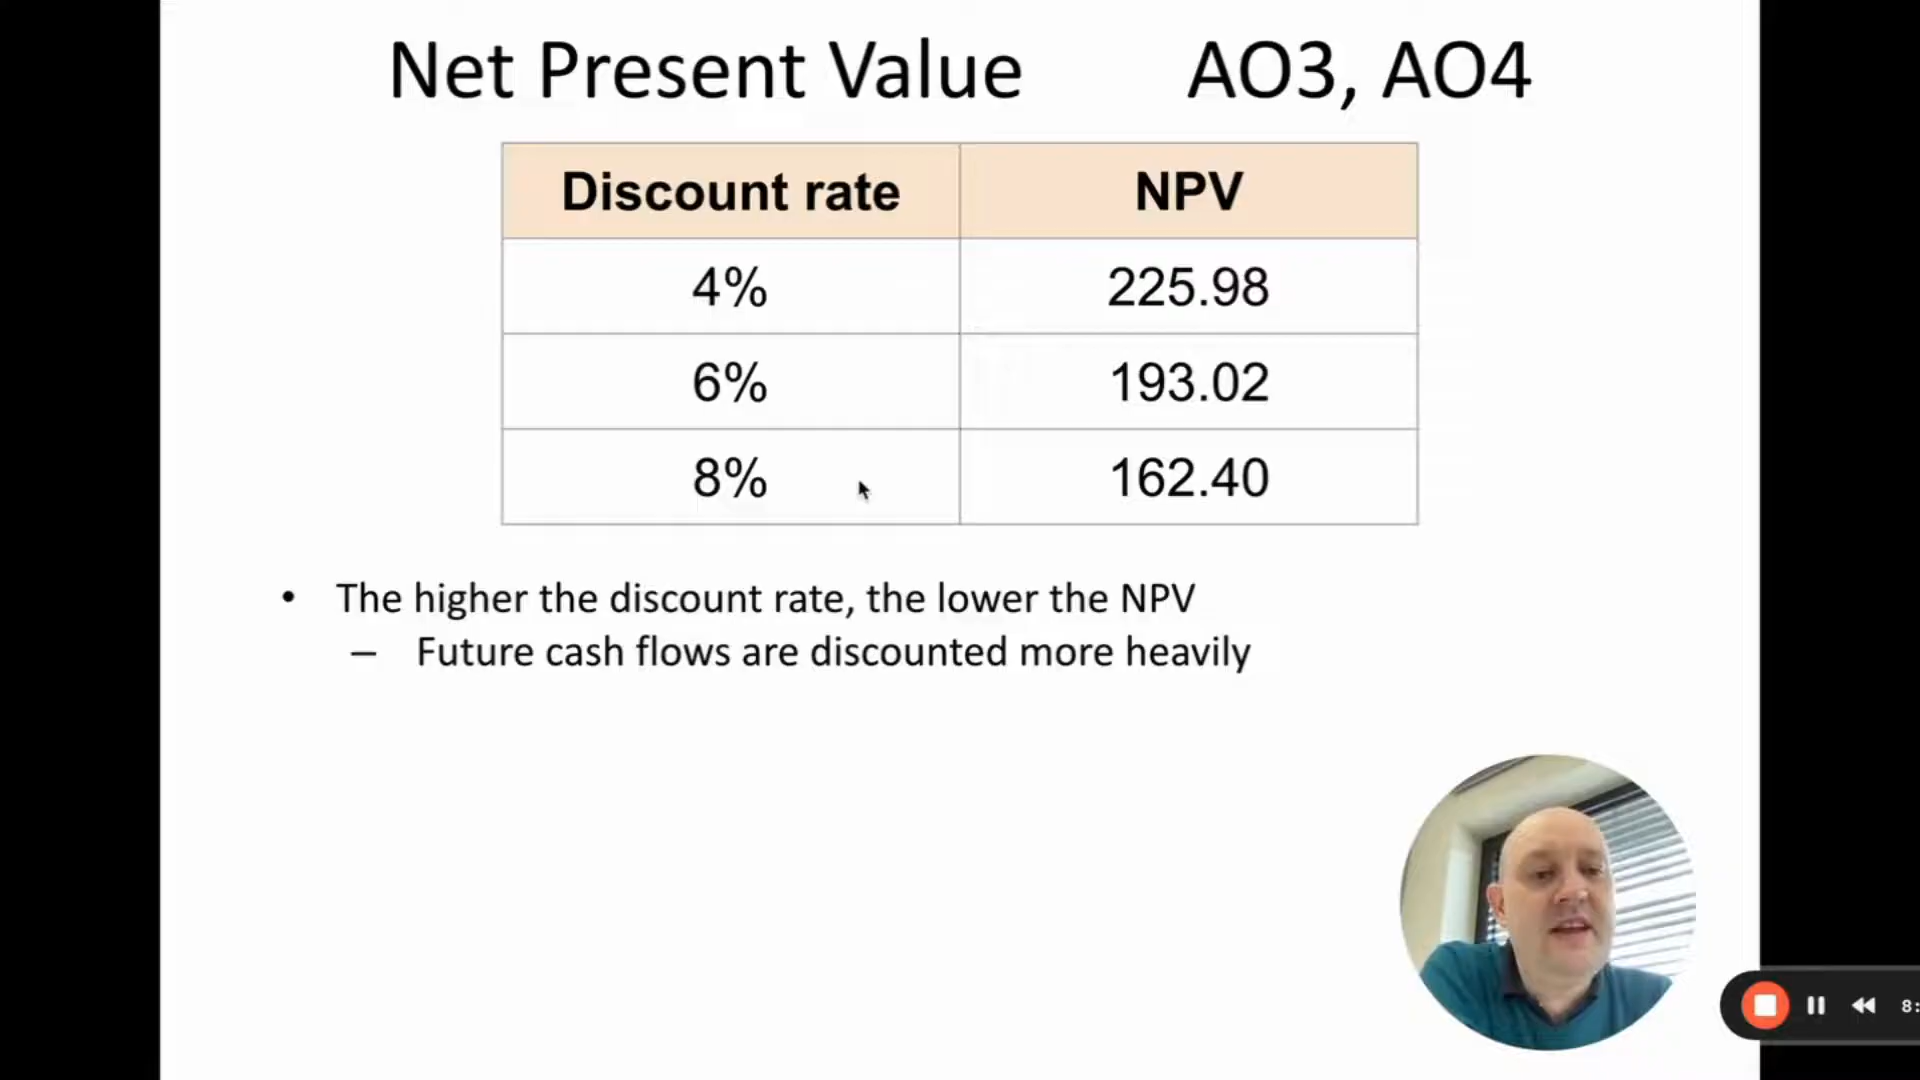 Net Present Value AO3, AO4
Discount rate NPV
4% 225.98
6% 193.02
8% 162.40
• The higher the discount rate, the lower the NPV
– Future cash flows are discounted more heavily
8: